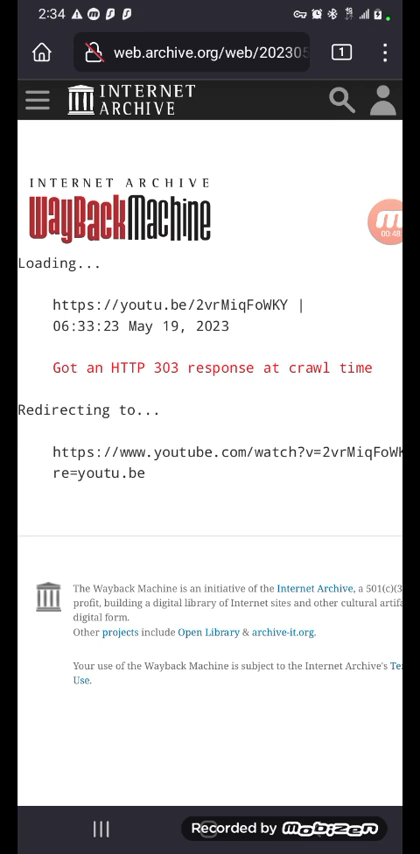 2:34
web.archive.org/web/20230
1
INTERNET
ARCHIVE
INTERNET ARCHIVE
WayBackMachine
00:48
Loading...
https://youtu.be/2vrMiqFoWKY |
06:33:23 May 19, 2023
Got an HTTP 303 response at crawl time
Redirecting to...
https://www.youtube.com/watch?v=2vrMiqFoWK
re=youtu.be
The Wayback Machine is an initiative of the Internet Archive, a 501(c)(3
profit, building a digital library of Internet sites and other cultural artifa
digital form.
Other projects include Open Library & archive-it.org.
Your use of the Wayback Machine is subject to the Internet Archive's Te
Use.
Recorded by mobizen